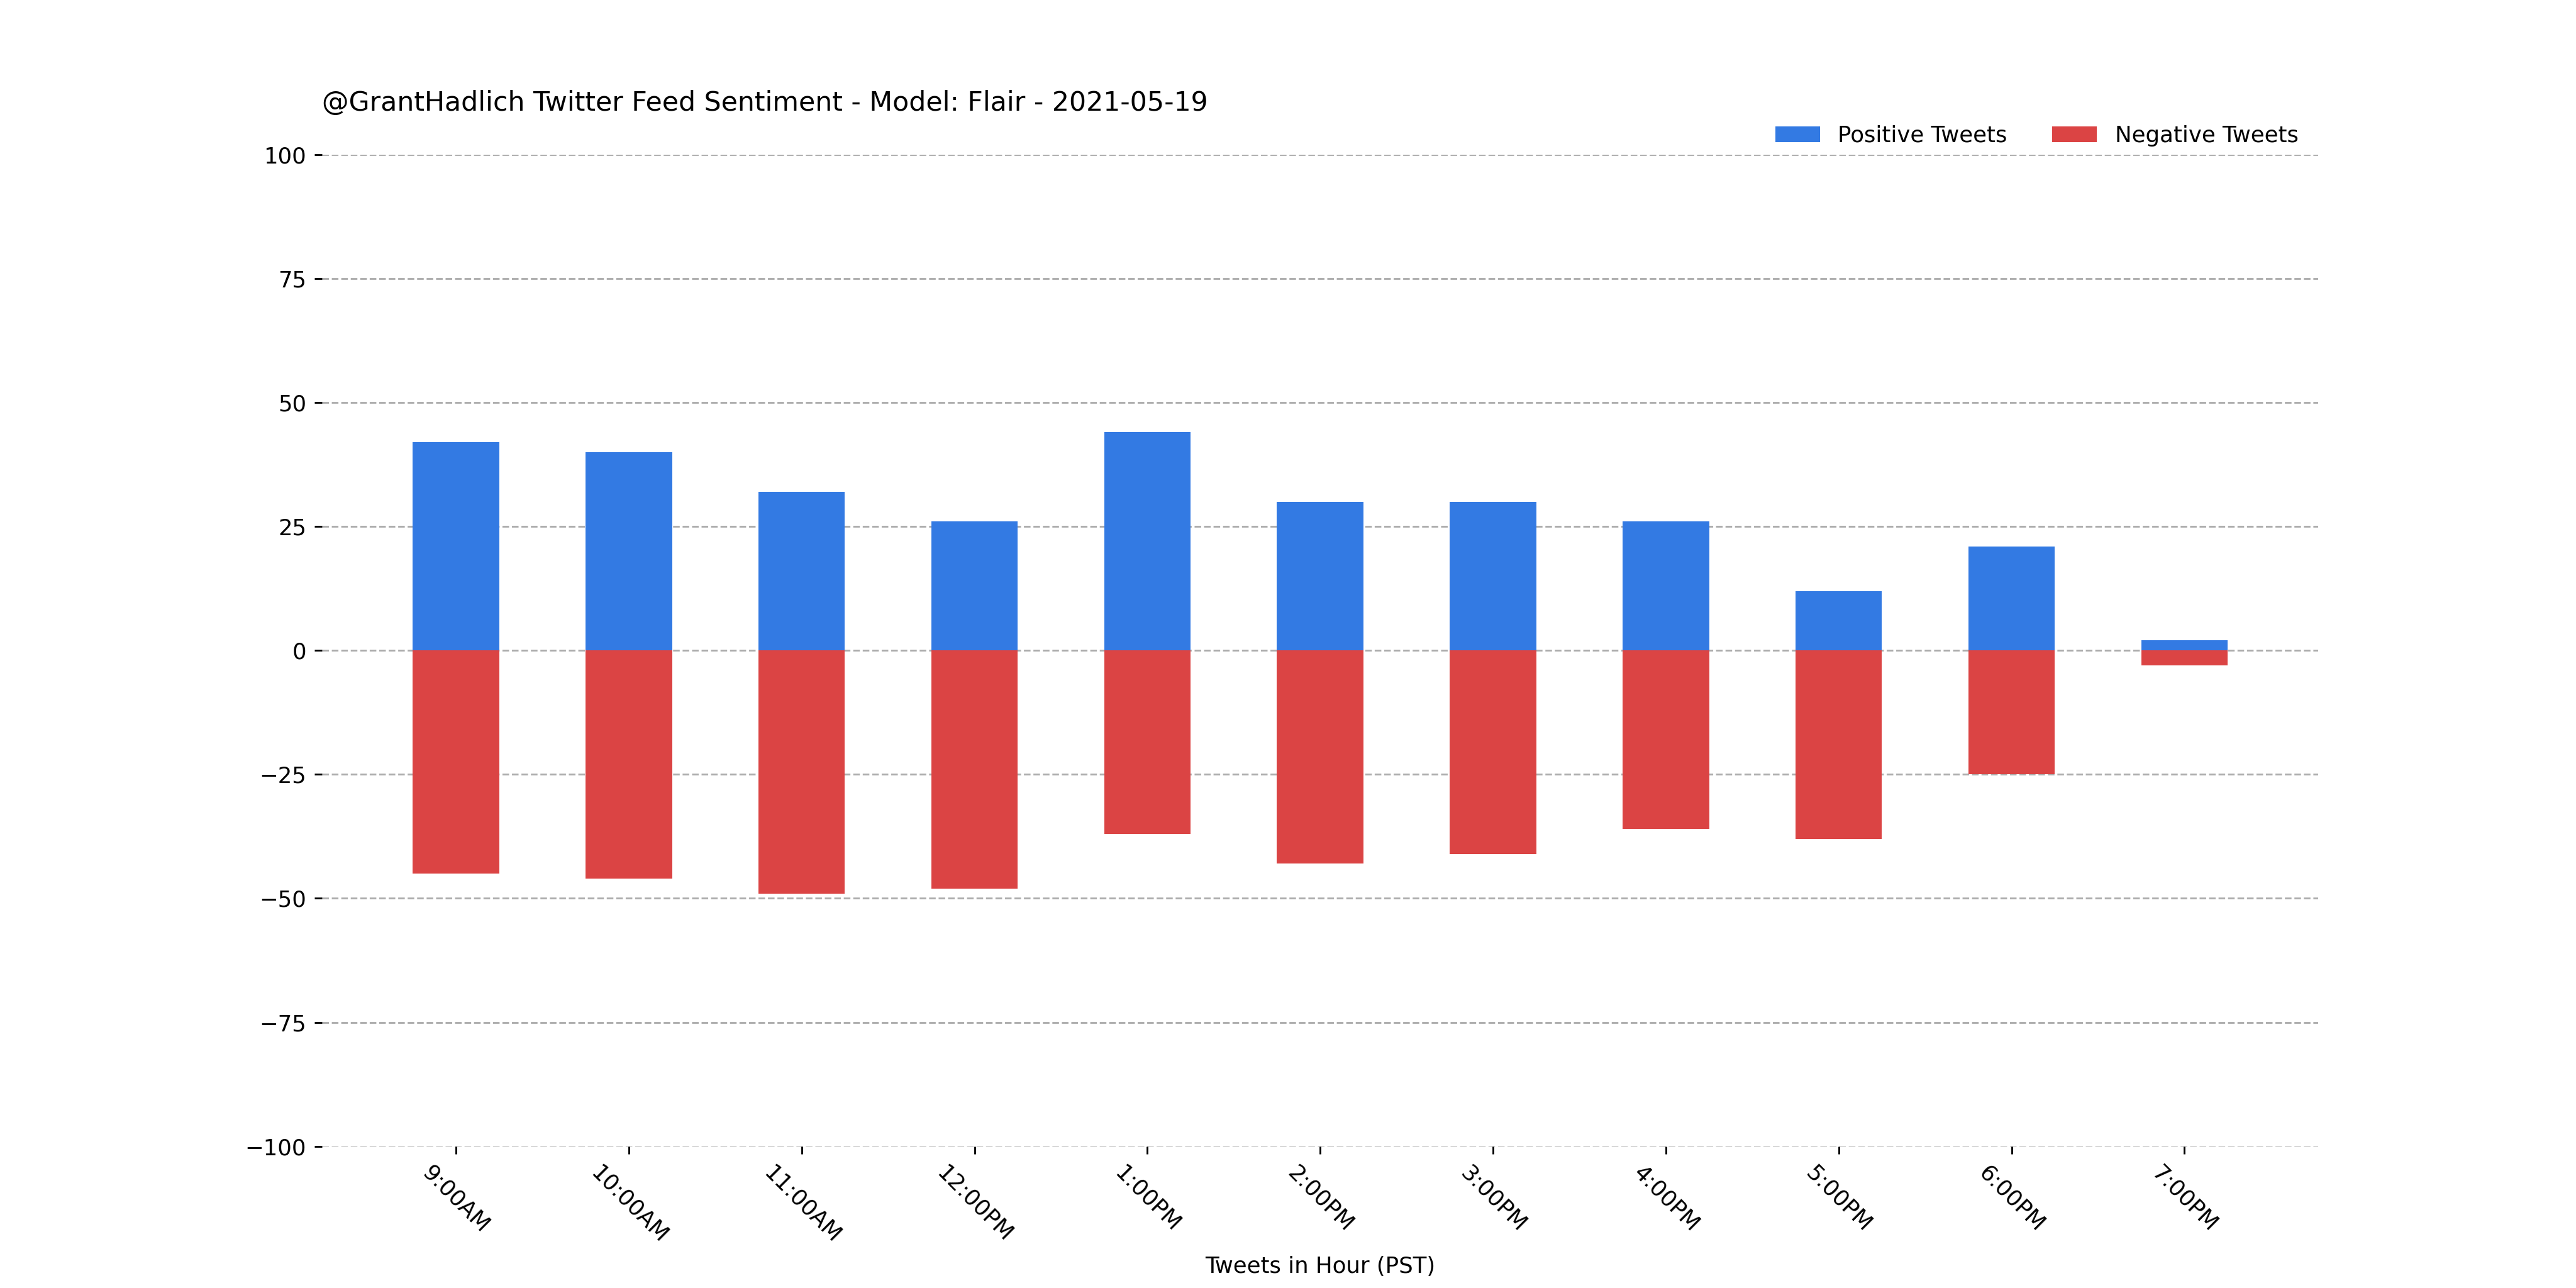 @GrantHadlich Twitter Feed Sentiment - Model: Flair - 2021-05-19
Positive Tweets
Negative Tweets
100
75
50
25
0
−25
−50
−75
−100
9:00AM
10:00AM
11:00AM
12:00PM
1:00PM
2:00PM
3:00PM
4:00PM
5:00PM
6:00PM
7:00PM
Tweets in Hour (PST)